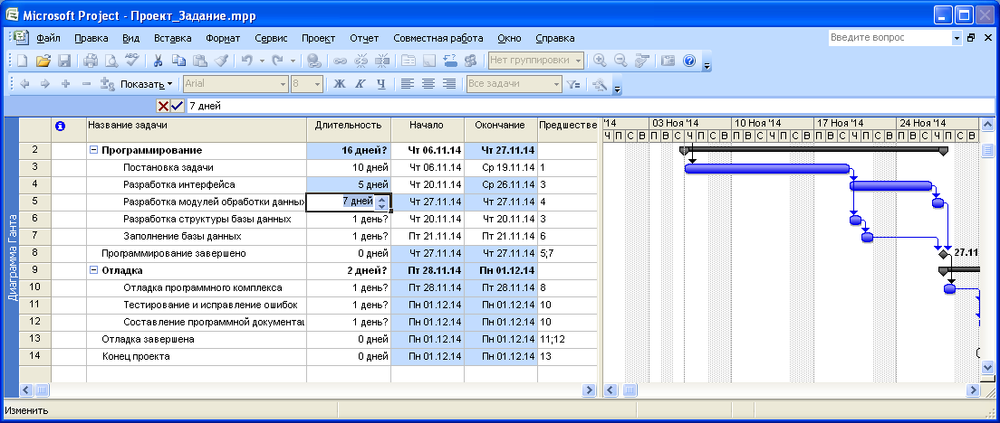 Microsoft Project - Проект_Задание.mpp
Файл Правка Вид Вставка Формат Сервис Проект Отчет Совместная работа Окно Справка Введите вопрос
Нет группировки
Показать Arial 8 Ж К Ч Все задачи
7 дней
Название задачи Длительность Начало Окончание Предшестве '14 03 Ноя '14 10 Ноя '14 17 Ноя '14 24 Ноя '14
Ч П С В П В С Ч П С В П В С Ч П С В П В С Ч П С В П В С Ч П С В
2 Программирование 16 дней? Чт 06.11.14 Чт 27.11.14
3 Постановка задачи 10 дней Чт 06.11.14 Ср 19.11.14 1
4 Разработка интерфейса 5 дней Чт 20.11.14 Ср 26.11.14 3
5 Разработка модулей обработки данных 7 дней Чт 27.11.14 Чт 27.11.14 4
6 Разработка структуры базы данных 1 день? Чт 20.11.14 Чт 20.11.14 3
7 Заполнение базы данных 1 день? Пт 21.11.14 Пт 21.11.14 6
8 Программирование завершено 0 дней Чт 27.11.14 Чт 27.11.14 5;7 27.11
9 Отладка 2 дней? Пт 28.11.14 Пн 01.12.14
10 Отладка программного комплекса 1 день? Пт 28.11.14 Пт 28.11.14 8
11 Тестирование и исправление ошибок 1 день? Пн 01.12.14 Пн 01.12.14 10
12 Составление программной документац 1 день? Пн 01.12.14 Пн 01.12.14 10
13 Отладка завершена 0 дней Пн 01.12.14 Пн 01.12.14 11;12
14 Конец проекта 0 дней Пн 01.12.14 Пн 01.12.14 13
Диаграмма Ганта
Изменить